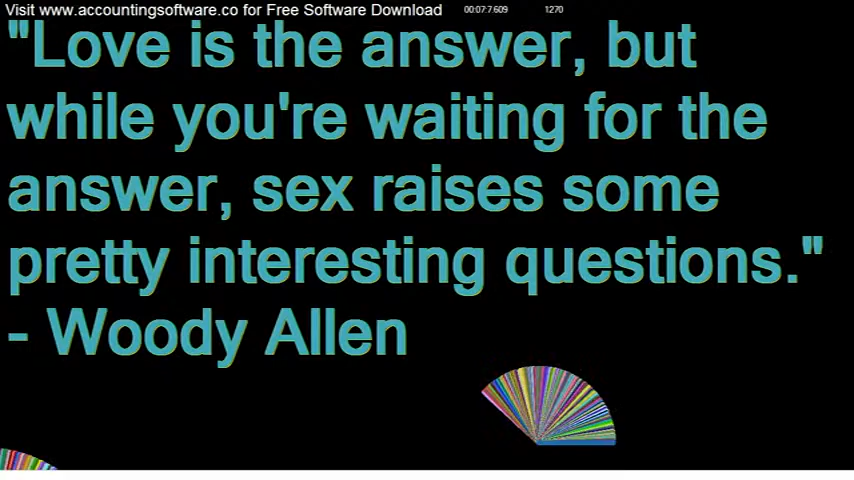 Visit www.accountingsoftware.co for Free Software Download 00:07:7609 1270
"Love is the answer, but
while you're waiting for the
answer, sex raises some
pretty interesting questions."
- Woody Allen